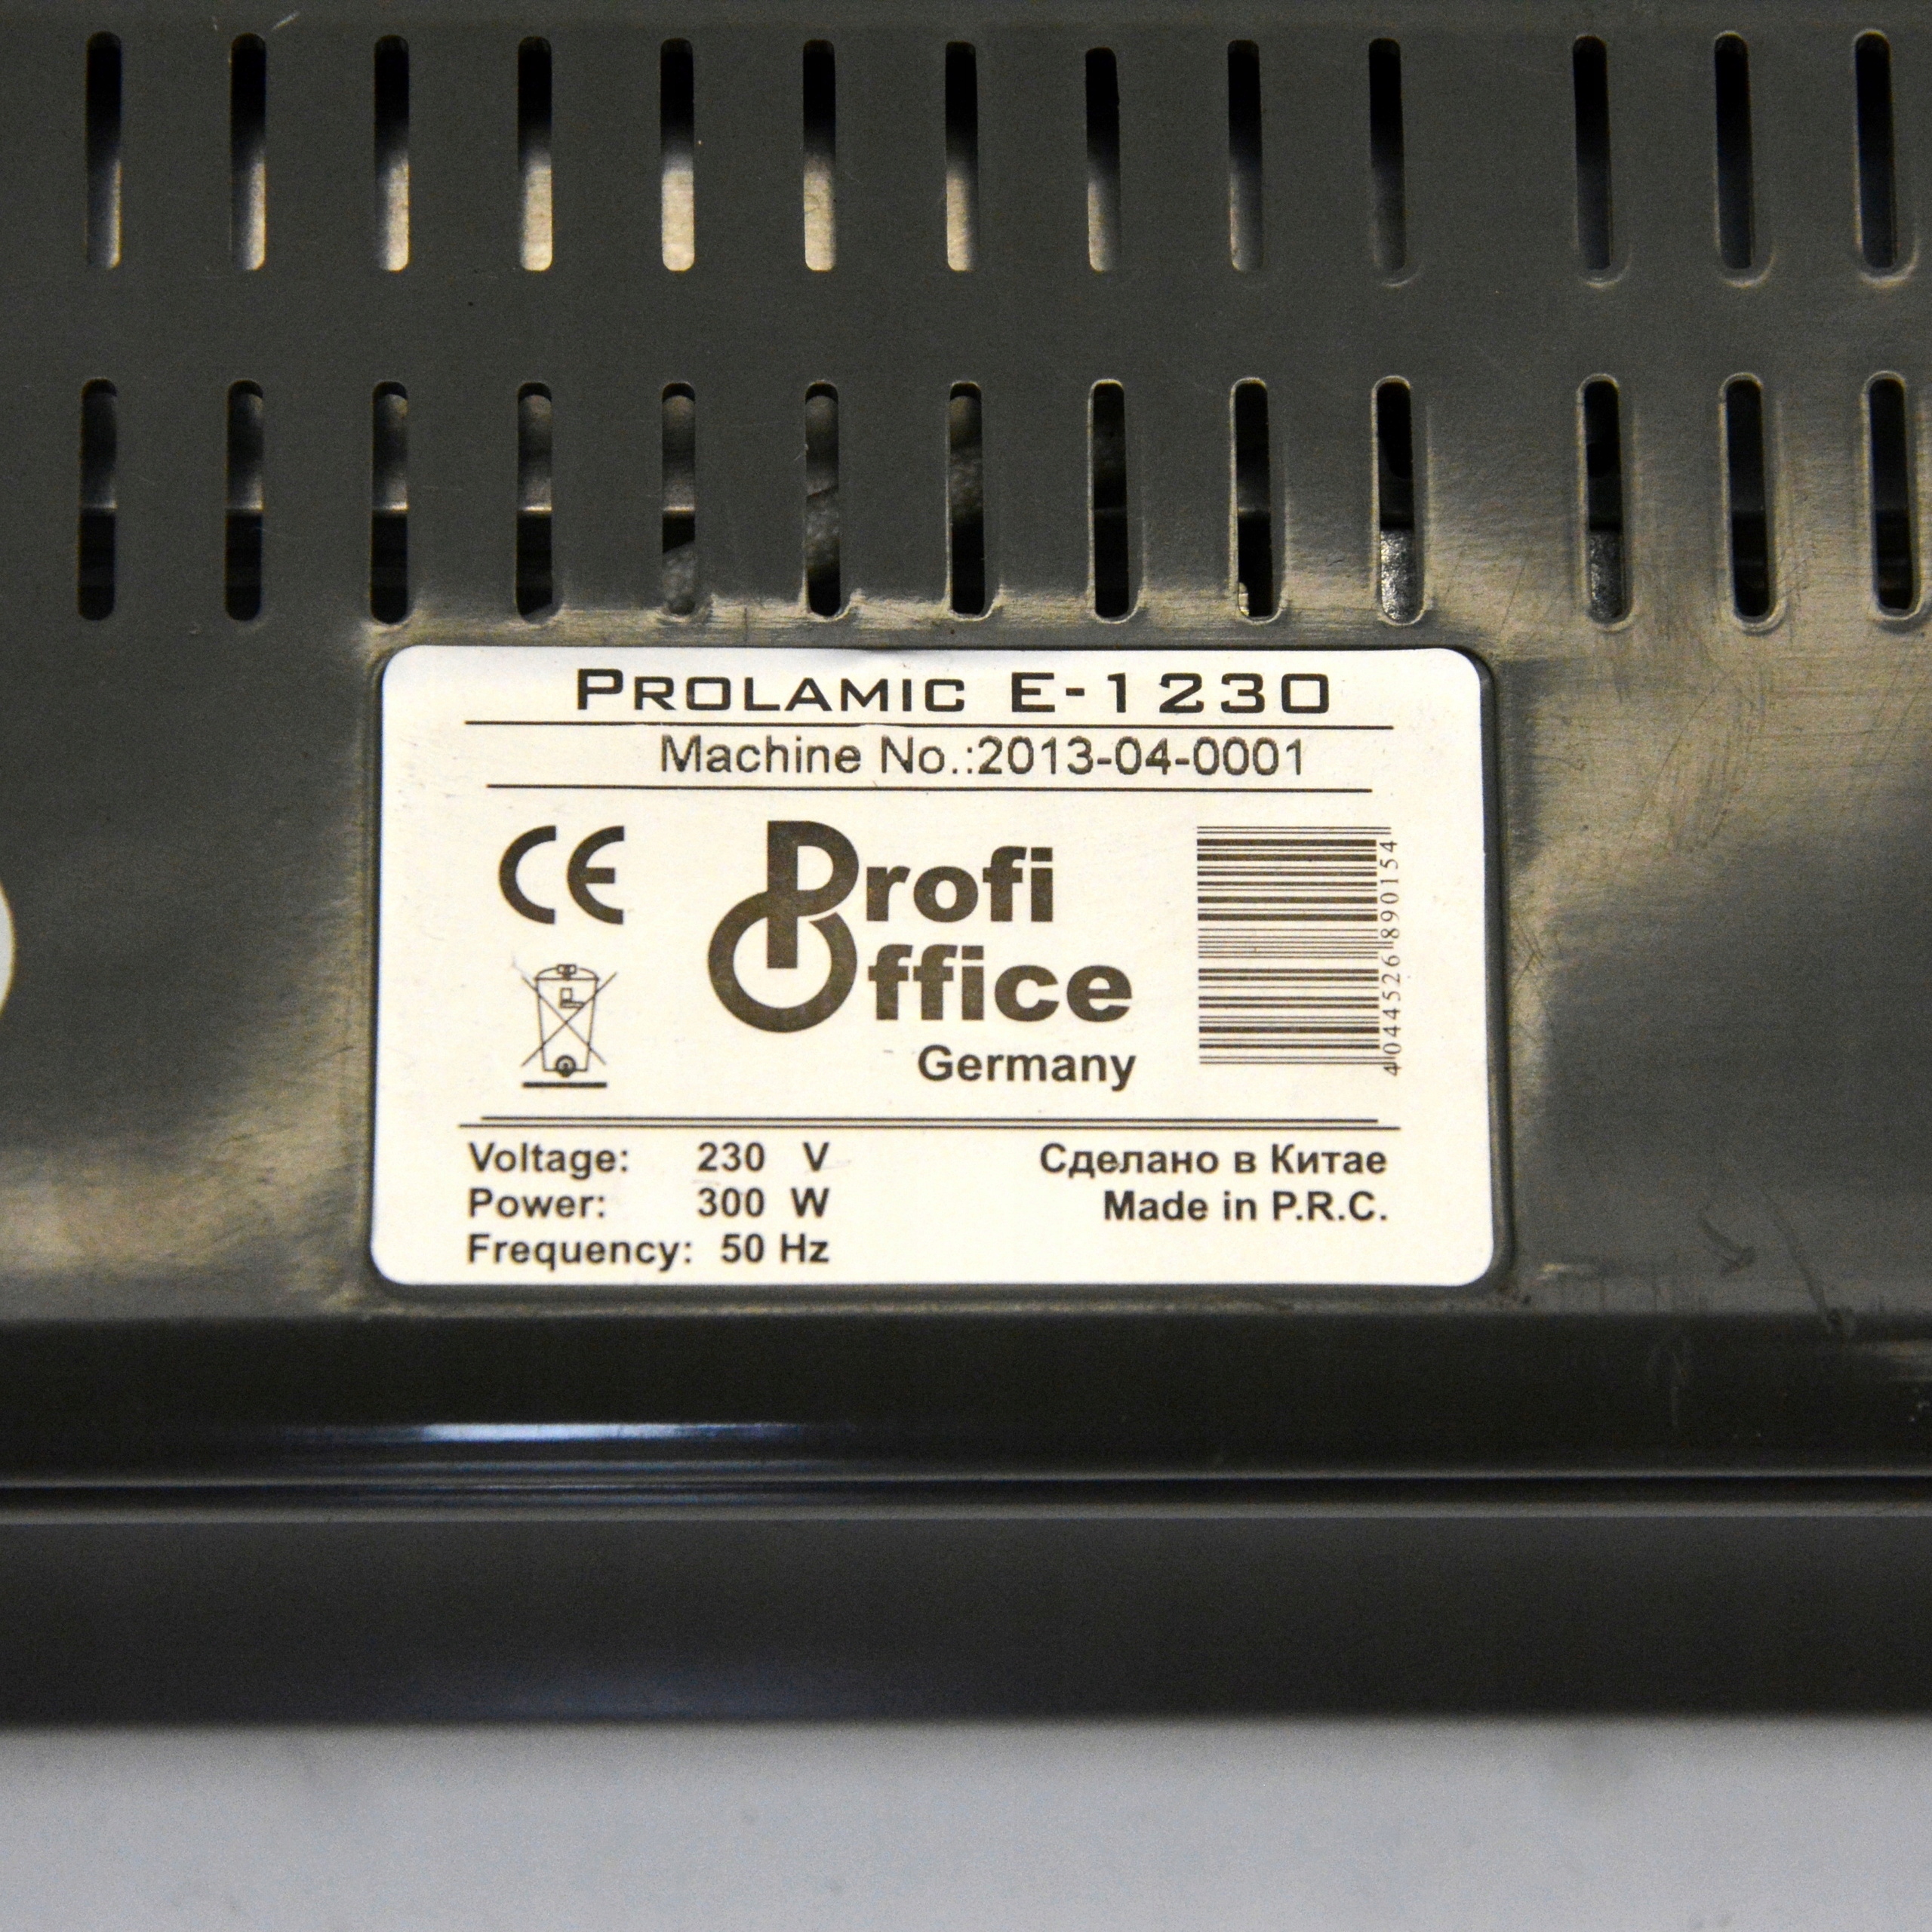 PROLAMIC E-1230
Machine No.:2013-04-0001
CE
Profi
Office
Germany
4044526890154
Voltage: 230 V
Power: 300 W
Frequency: 50 Hz
Сделано в Китае
Made in P.R.C.